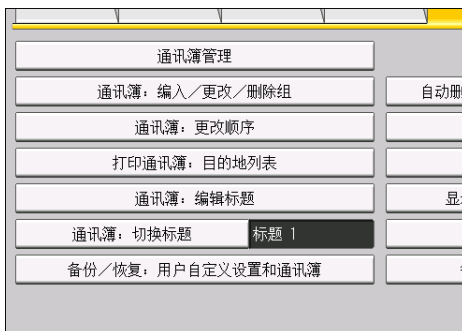 通讯簿管理
通讯簿：编入／更改／删除组
自动删
通讯簿：更改顺序
打印通讯簿：目的地列表
通讯簿：编辑标题
通讯簿：切换标题 标题 1
备份／恢复：用户自定义设置和通讯簿